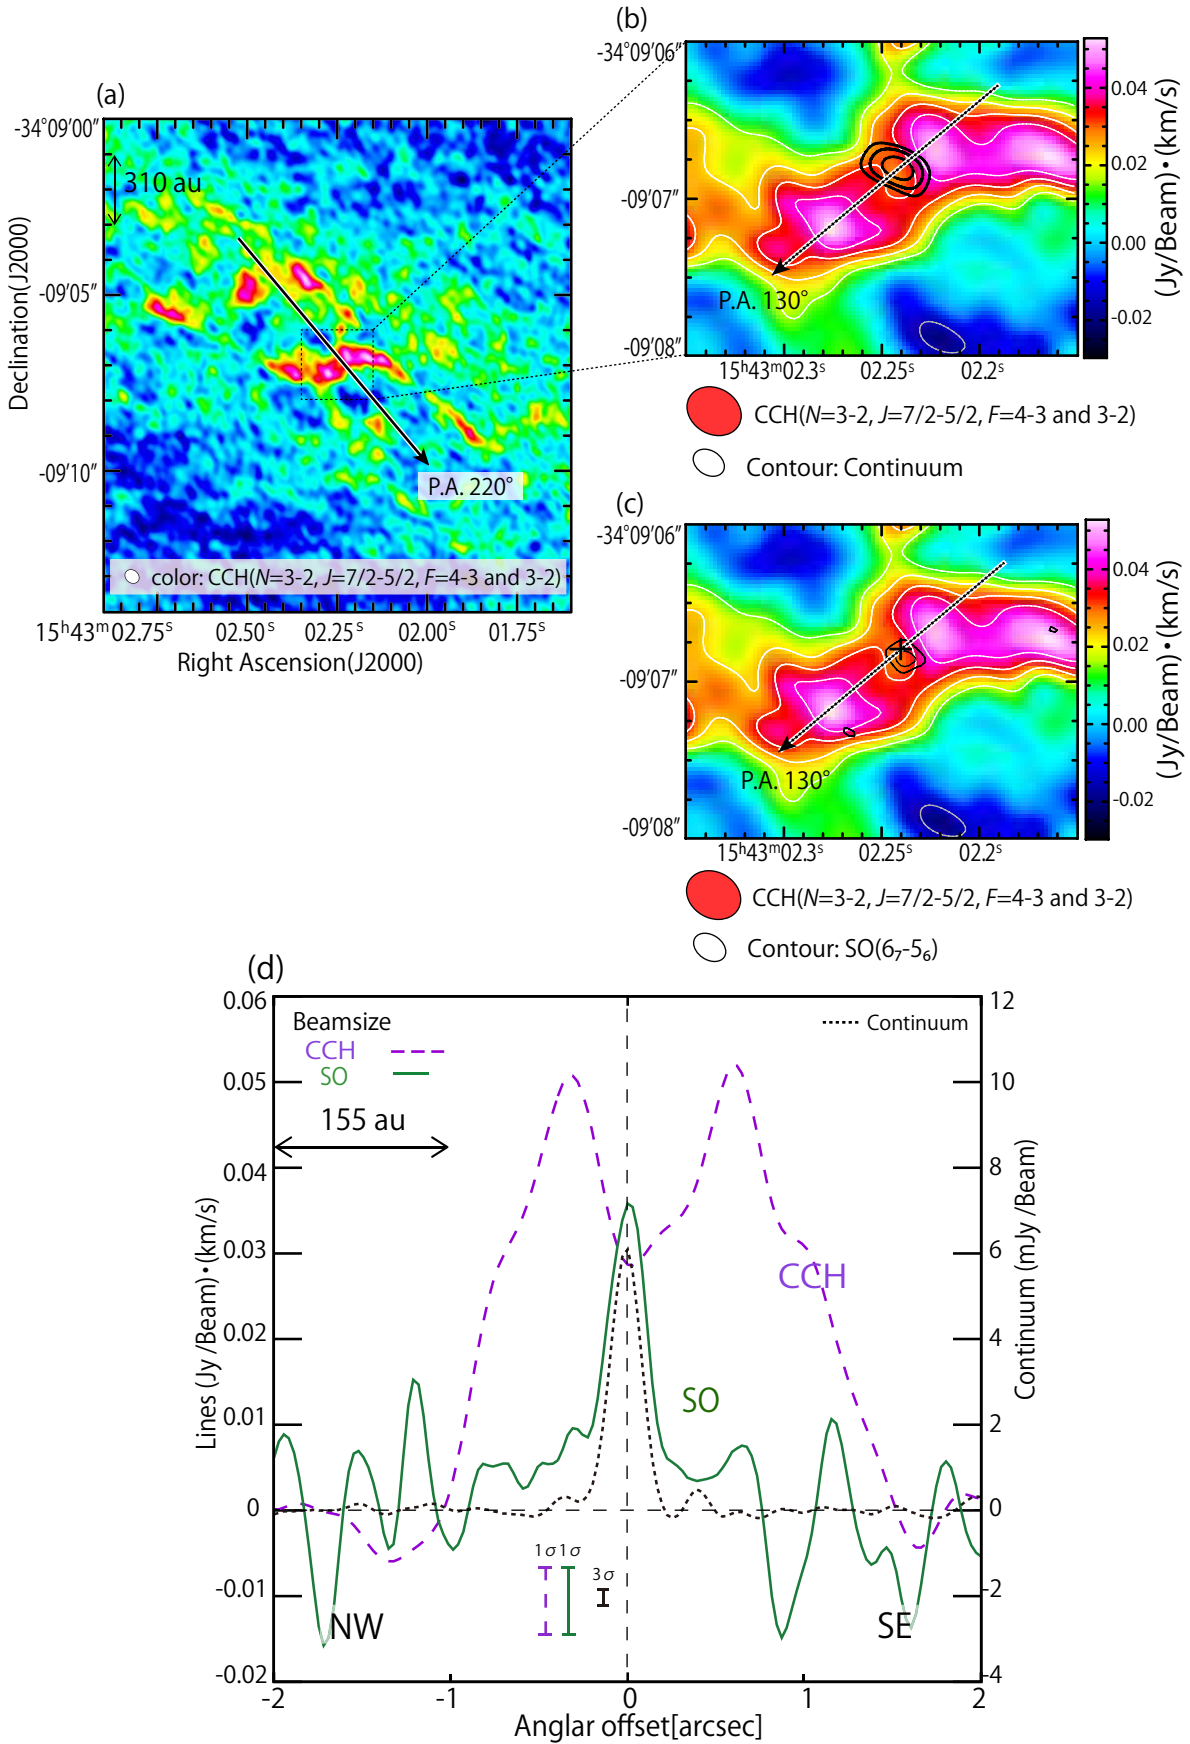 (a)
-34°09′00″
310 au
-09′05″
-09′10″
Declination(J2000)
P.A. 220°
color: CCH(N=3-2, J=7/2-5/2, F=4-3 and 3-2)
15ʰ43ᵐ02.75ˢ 02.50ˢ 02.25ˢ 02.00ˢ 01.75ˢ
Right Ascension(J2000)
(b)
-34°09′06″
-09′07″
-09′08″
P.A. 130°
15ʰ43ᵐ02.3ˢ 02.25ˢ 02.2ˢ
0.04
0.02
0.00
-0.02
(Jy/Beam)•(km/s)
CCH(N=3-2, J=7/2-5/2, F=4-3 and 3-2)
Contour: Continuum
(c)
-34°09′06″
-09′07″
-09′08″
P.A. 130°
15ʰ43ᵐ02.3ˢ 02.25ˢ 02.2ˢ
0.04
0.02
0.00
-0.02
(Jy/Beam)•(km/s)
CCH(N=3-2, J=7/2-5/2, F=4-3 and 3-2)
Contour: SO(6₇-5₆)
(d)
0.06
0.05
0.04
0.03
0.02
0.01
0
-0.01
-0.02
Lines (Jy /Beam)•(km/s)
Beamsize
CCH
SO
155 au
Continuum
CCH
SO
1σ 1σ
3σ
NW
SE
12
10
8
6
4
2
0
-2
-4
Continuum (mJy /Beam)
-2 -1 0 1 2
Anglar offset[arcsec]